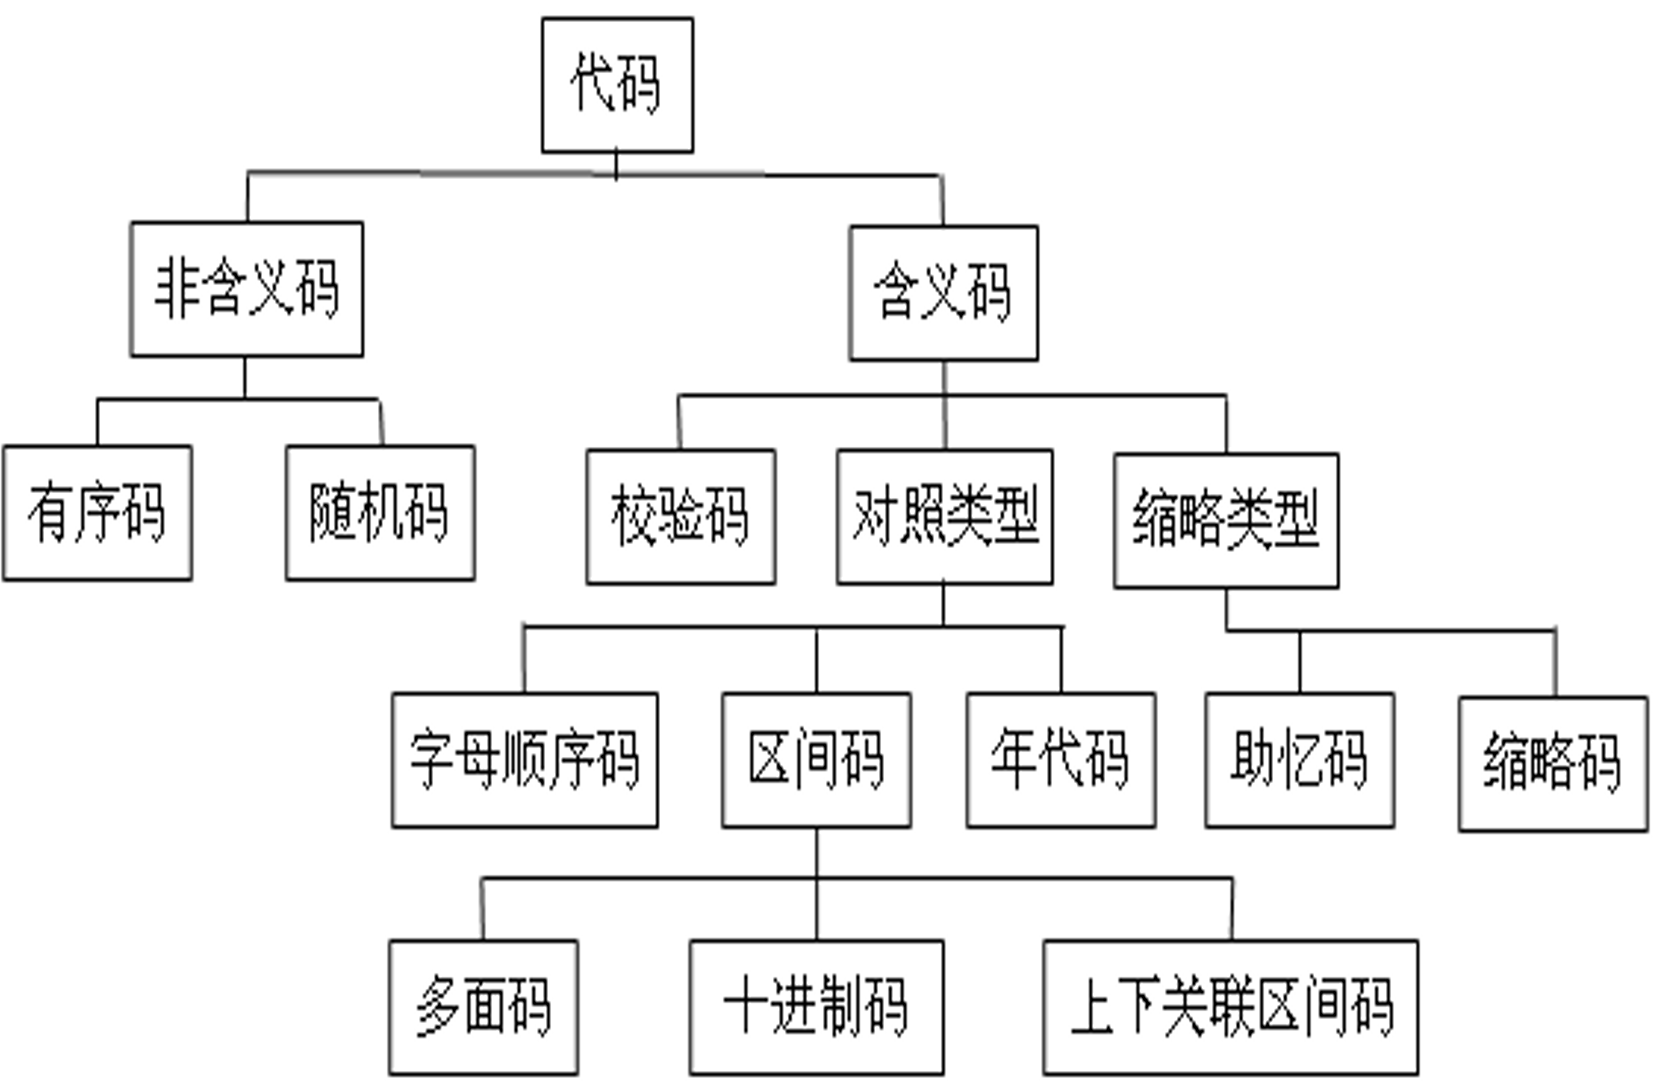 代码
非含义码
含义码
有序码
随机码
校验码
对照类型
缩略类型
字母顺序码
区间码
年代码
助忆码
缩略码
多面码
十进制码
上下关联区间码